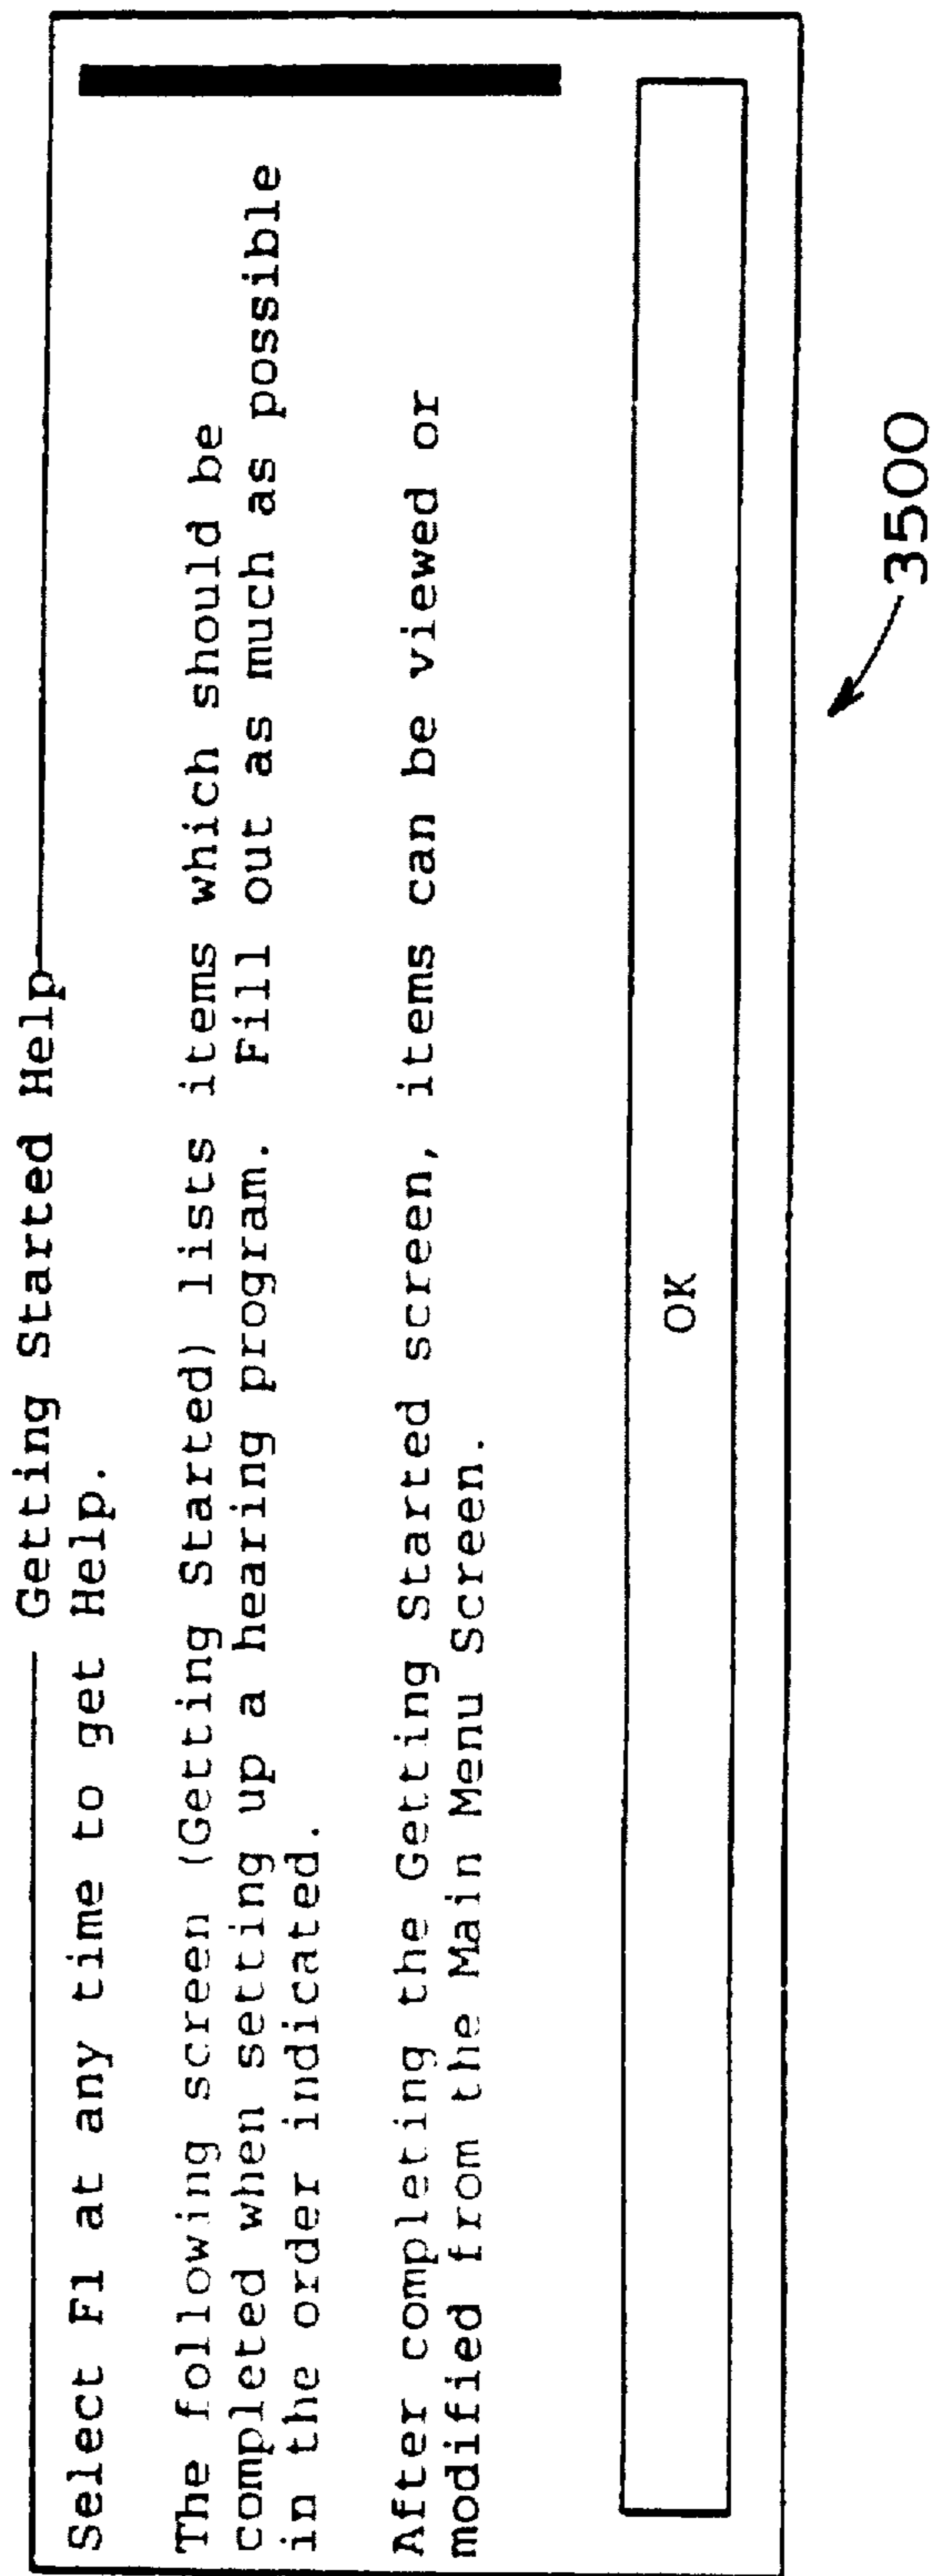 Getting Started Help
Select F1 at any time to get Help.
The following screen (Getting Started) lists items which should be
completed when setting up a hearing program. Fill out as much as possible
in the order indicated.
After completing the Getting Started screen, items can be viewed or
modified from the Main Menu Screen.
OK
3500